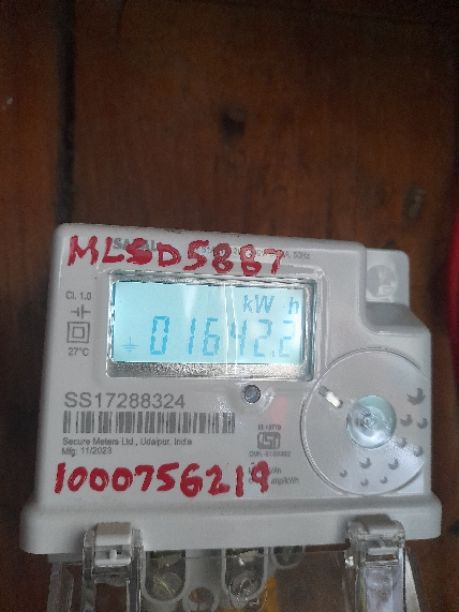 MLSD5887
kW h
01642.2
Cl. 1.0
27°C
SS17288324
Secure Meters Ltd., Udaipur, India
Mfg: 11/2023
1000756219